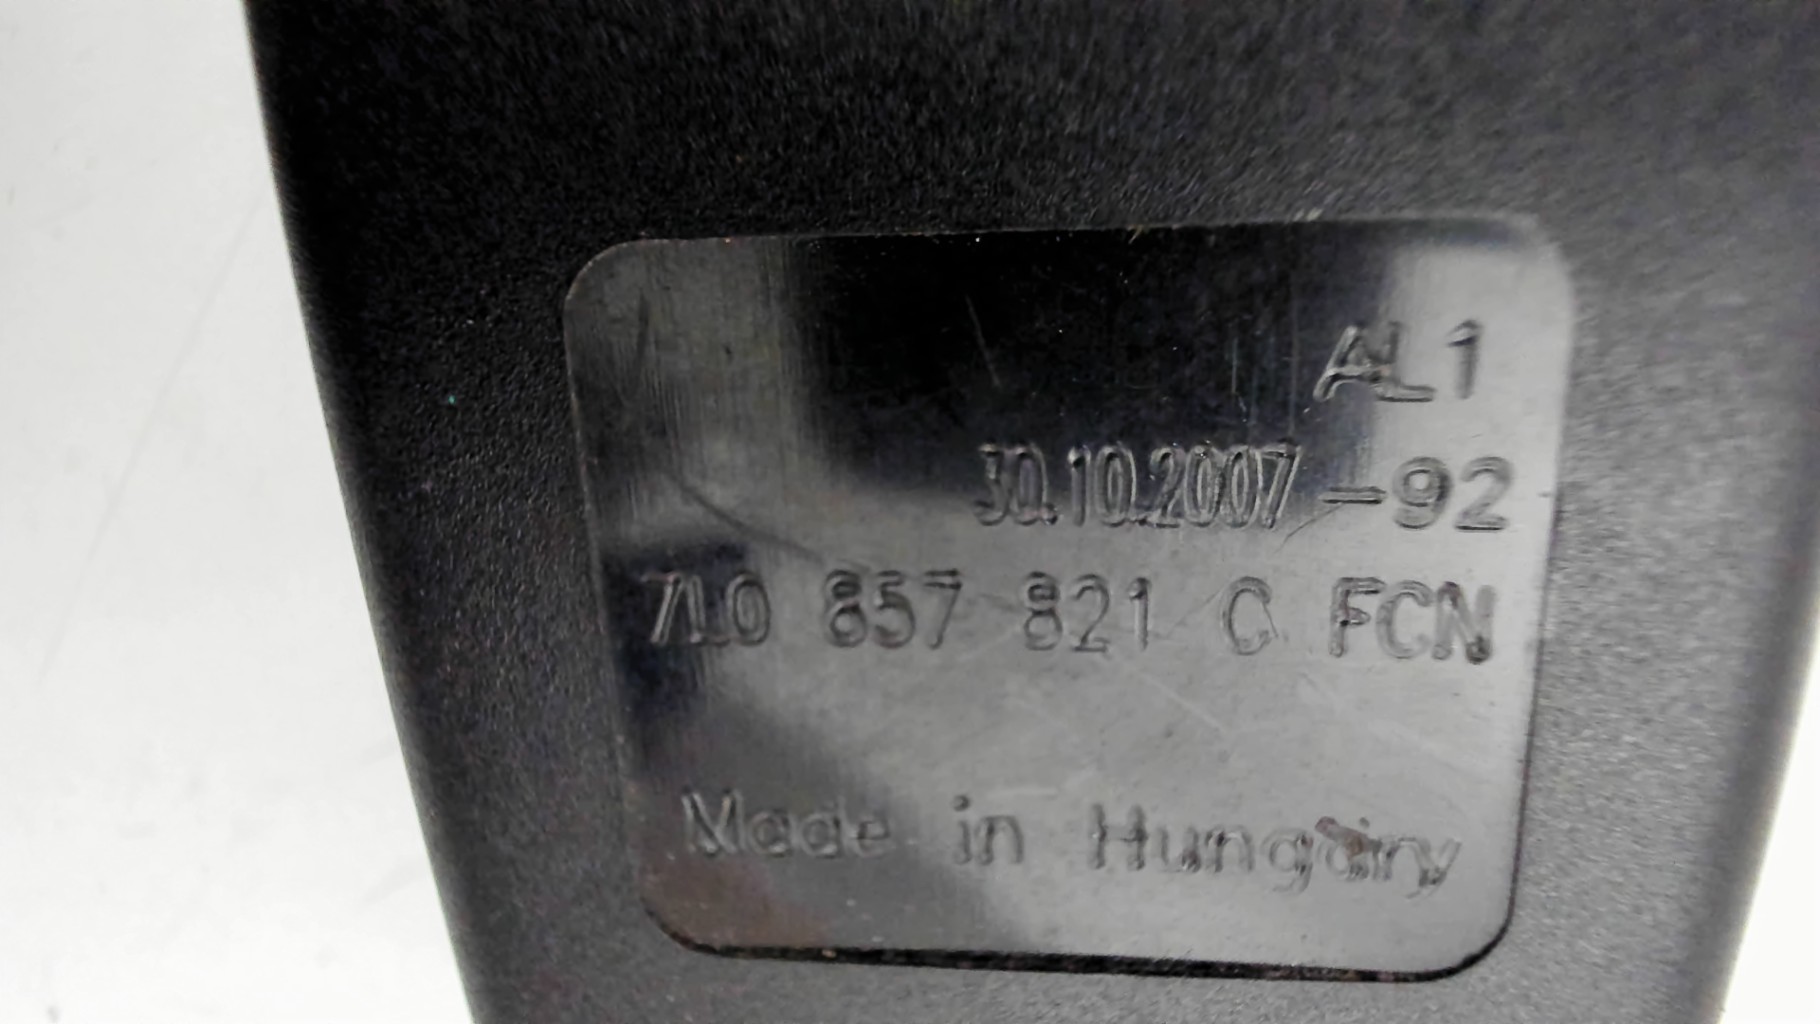 AL1
30.10.2007 -92
7L0 857 821 C FCN
Made in Hungary